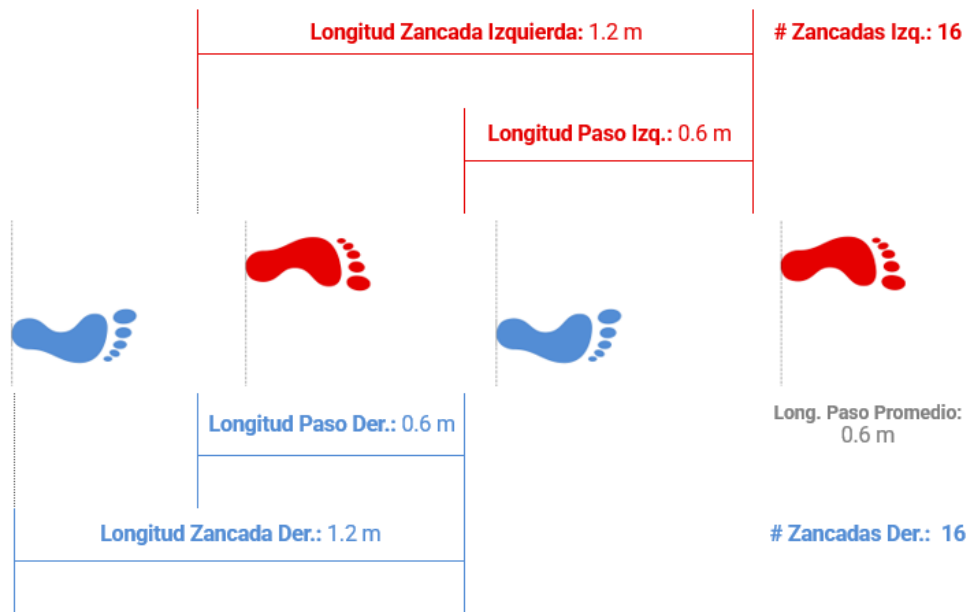 Longitud Zancada Izquierda: 1.2 m
# Zancadas Izq.: 16
Longitud Paso Izq.: 0.6 m
Longitud Paso Der.: 0.6 m
Long. Paso Promedio:
0.6 m
Longitud Zancada Der.: 1.2 m
# Zancadas Der.: 16